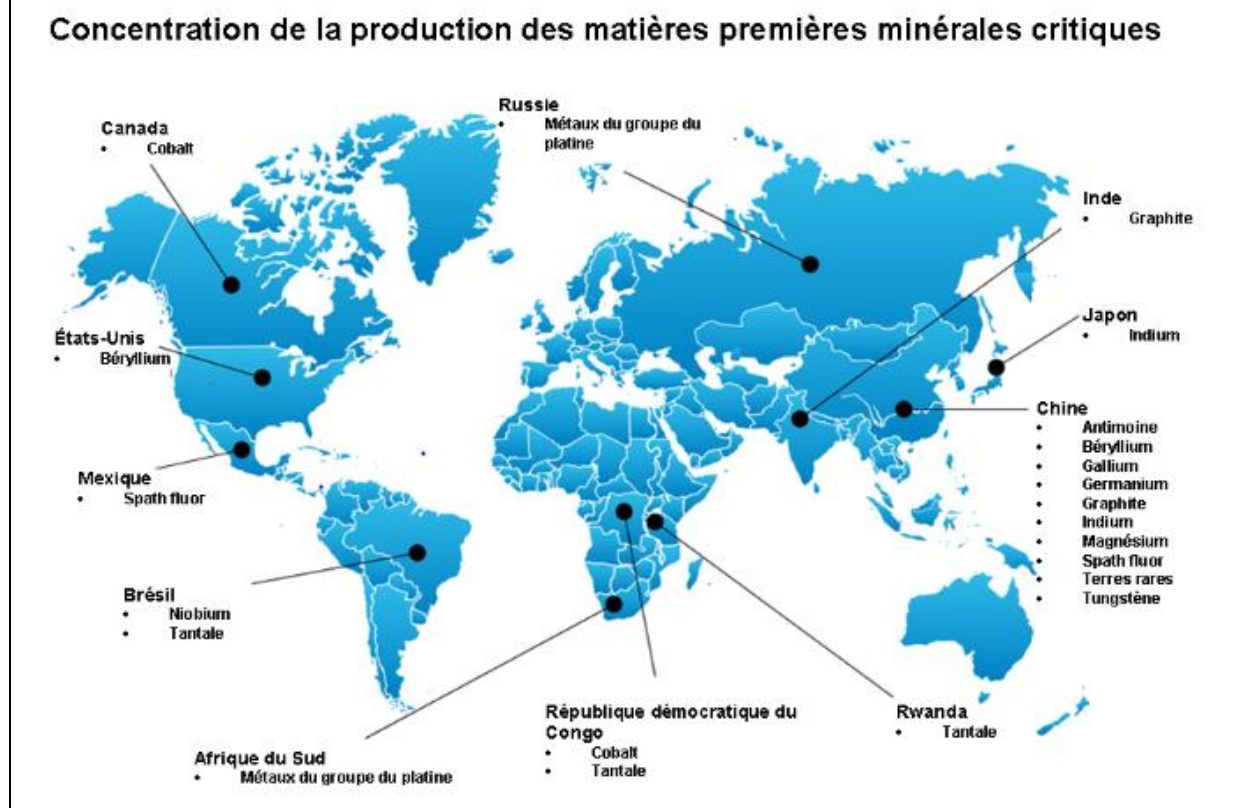 Concentration de la production des matières premières minérales critiques
Russie
• Métaux du groupe du
platine
Canada
• Cobalt
Inde
• Graphite
États-Unis
• Béryllium
Japon
• Indium
Chine
• Antimoine
• Béryllium
• Gallium
• Germanium
• Graphite
• Indium
• Magnésium
• Spath fluor
• Terres rares
• Tungstène
Mexique
• Spath fluor
Brésil
• Niobium
• Tantale
République démocratique du
Congo
• Cobalt
• Tantale
Rwanda
• Tantale
Afrique du Sud
• Métaux du groupe du platine